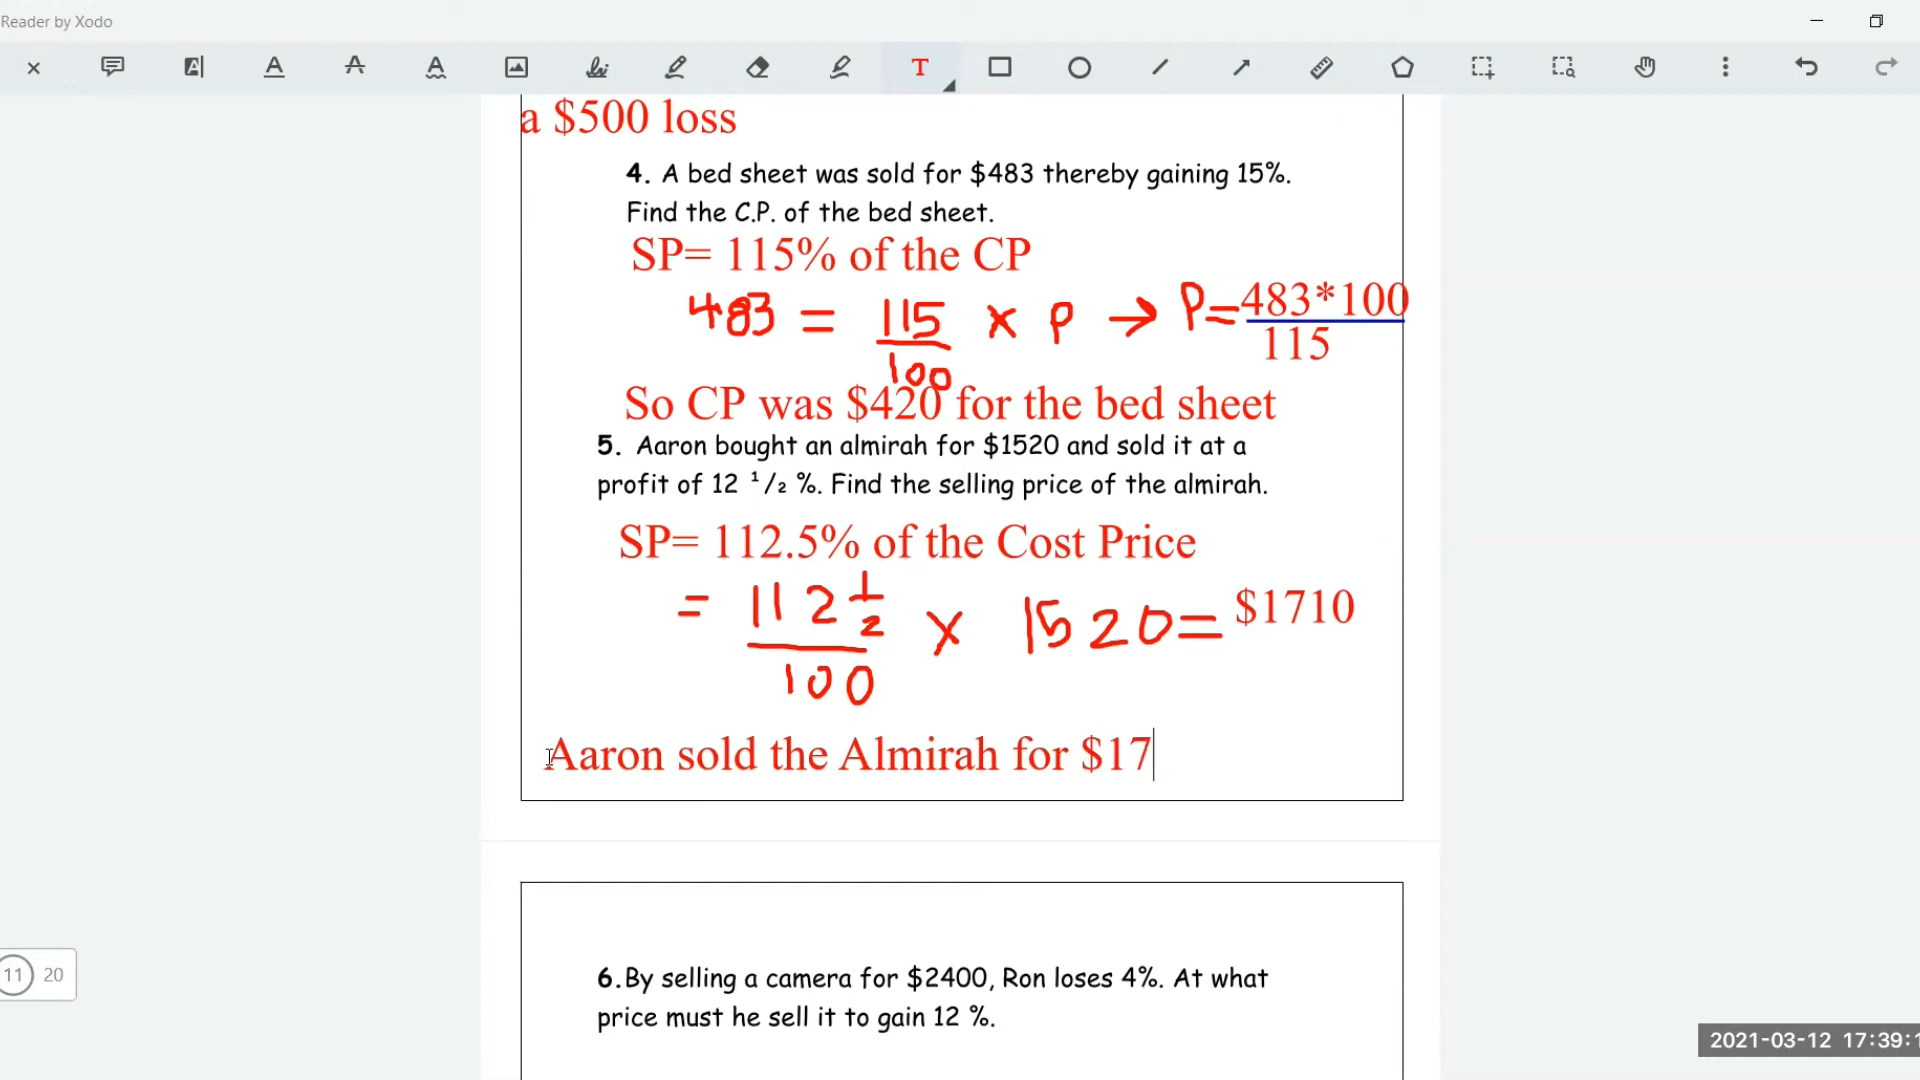 Reader by Xodo
a $500 loss
4. A bed sheet was sold for $483 thereby gaining 15%.
Find the C.P. of the bed sheet.
SP= 115% of the CP
483 = 115/100 x P → P=483*100/115
So CP was $420 for the bed sheet
5. Aaron bought an almirah for $1520 and sold it at a
profit of 12 1/2 %. Find the selling price of the almirah.
SP= 112.5% of the Cost Price
= 112 1/2 / 100 x 1520= $1710
Aaron sold the Almirah for $17
6.By selling a camera for $2400, Ron loses 4%. At what
price must he sell it to gain 12 %.
11 20
2021-03-12 17:39:1